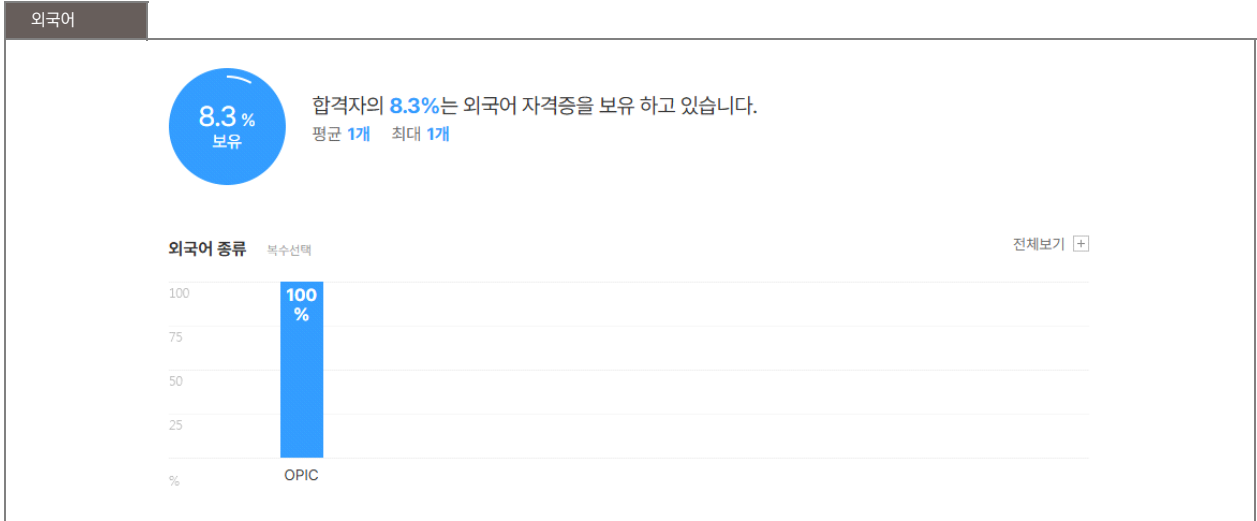 외국어
8.3 %
보유
합격자의 8.3%는 외국어 자격증을 보유 하고 있습니다.
평균 1개 최대 1개
외국어 종류 복수선택
전체보기 +
100
75
50
25
%
100
%
OPIC